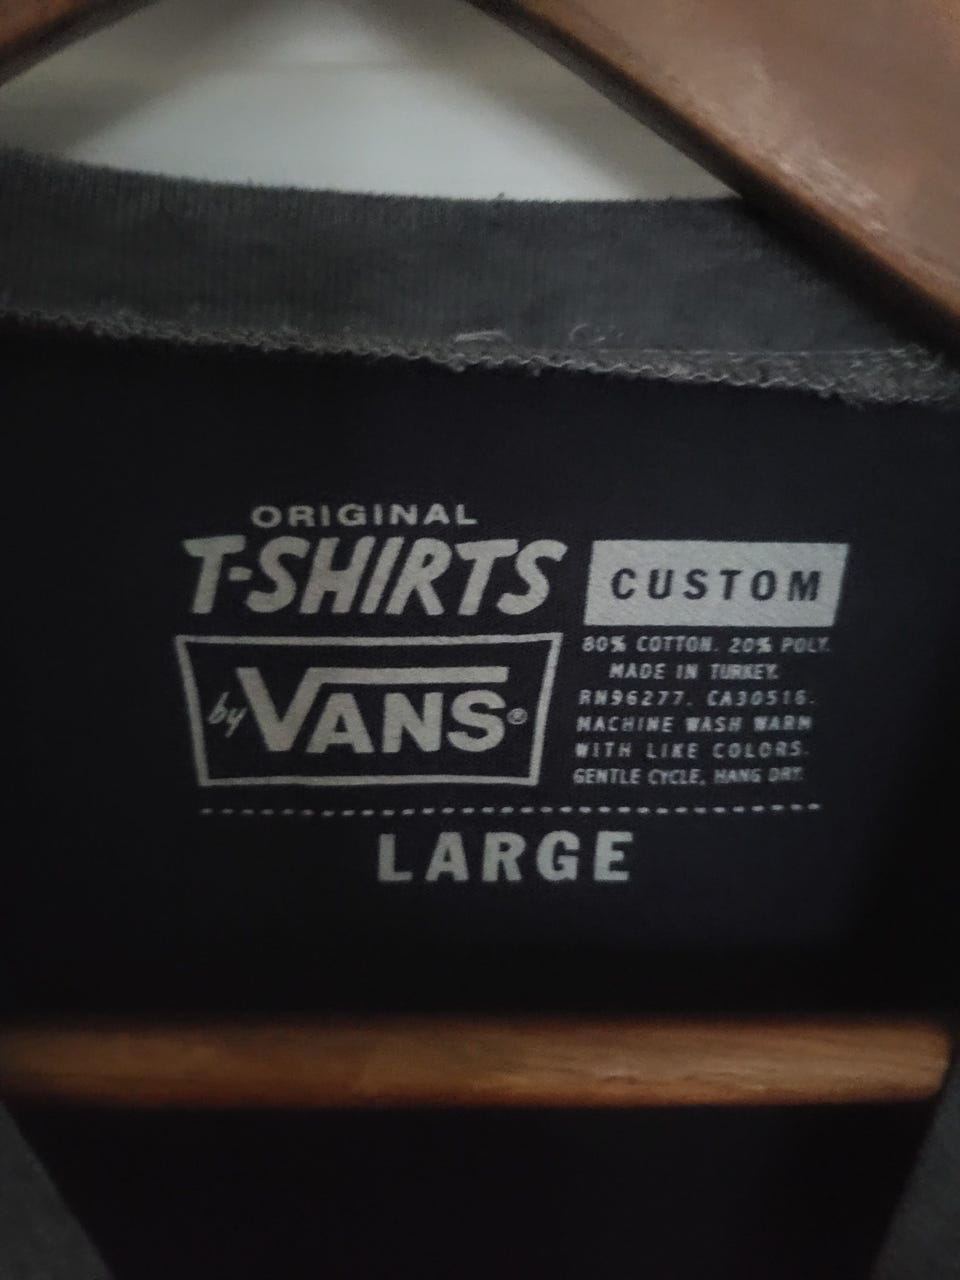 ORIGINAL
T-SHIRTS
by VANS®
CUSTOM
80% COTTON. 20% POLY.
MADE IN TURKEY.
RN96277. CA30516.
MACHINE WASH WARM
WITH LIKE COLORS.
GENTLE CYCLE, HANG DRY.
LARGE